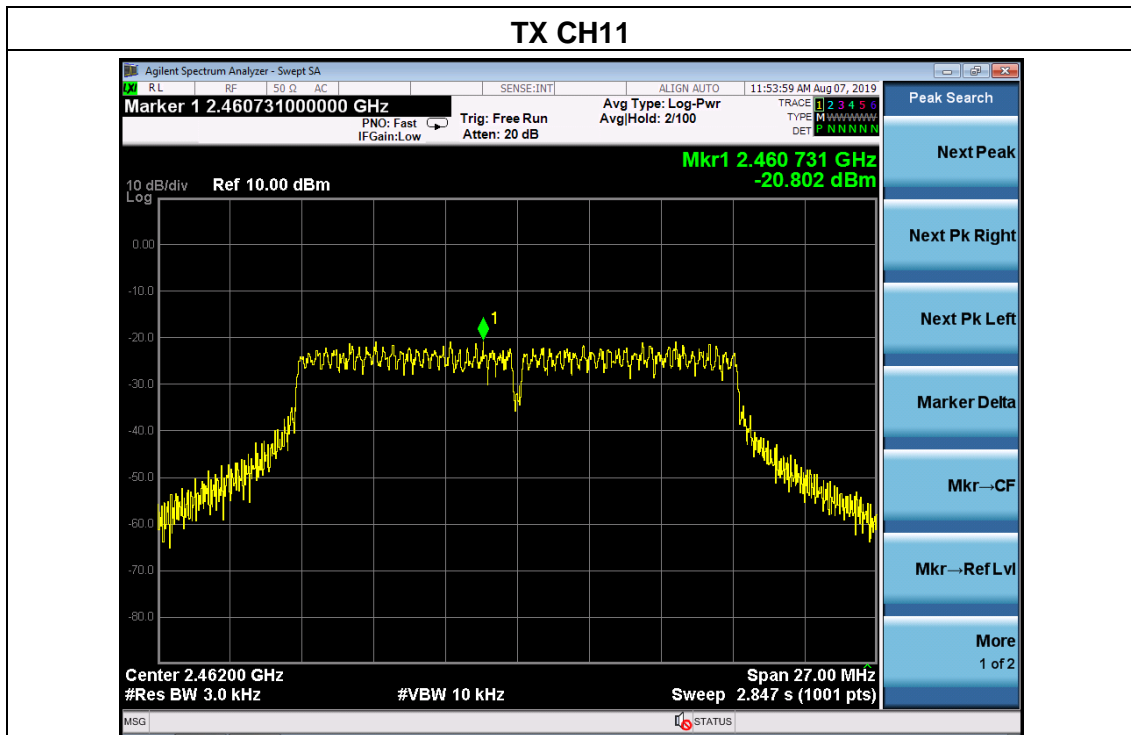 TX CH11
Agilent Spectrum Analyzer - Swept SA
LXI RL RF 50 Ω AC SENSE:INT ALIGN AUTO 11:53:59 AM Aug 07, 2019
Marker 1 2.460731000000 GHz
PNO: Fast
IFGain:Low
Trig: Free Run
Atten: 20 dB
Avg Type: Log-Pwr
Avg|Hold: 2/100
TRACE 1 2 3 4 5 6
TYPE M W W W W W
DET P N N N N N
Peak Search
Mkr1 2.460 731 GHz
-20.802 dBm
10 dB/div Ref 10.00 dBm
Log
0.00
-10.0
-20.0
-30.0
-40.0
-50.0
-60.0
-70.0
-80.0
1
Center 2.46200 GHz Span 27.00 MHz
#Res BW 3.0 kHz #VBW 10 kHz Sweep 2.847 s (1001 pts)
Next Peak
Next Pk Right
Next Pk Left
Marker Delta
Mkr→CF
Mkr→Ref Lvl
More
1 of 2
MSG STATUS